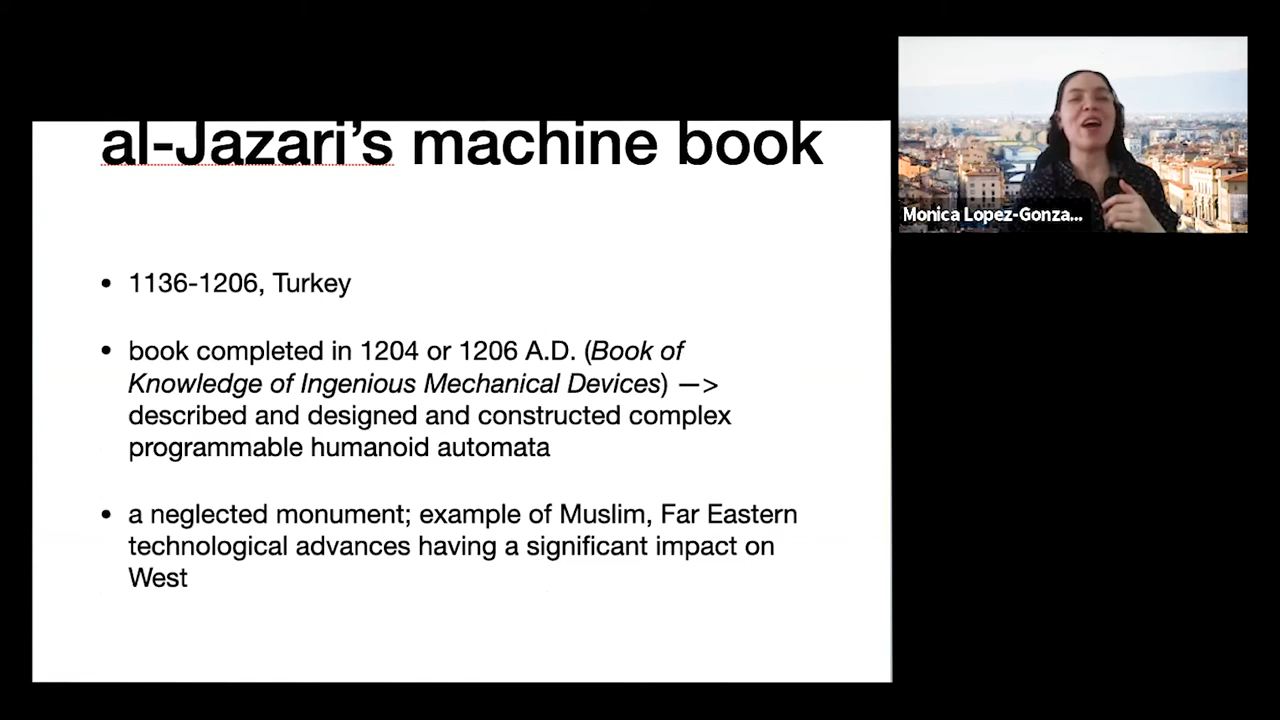 al-Jazari's machine book
• 1136-1206, Turkey
• book completed in 1204 or 1206 A.D. (Book of
Knowledge of Ingenious Mechanical Devices) —>
described and designed and constructed complex
programmable humanoid automata
• a neglected monument; example of Muslim, Far Eastern
technological advances having a significant impact on
West
Monica Lopez-Gonza...